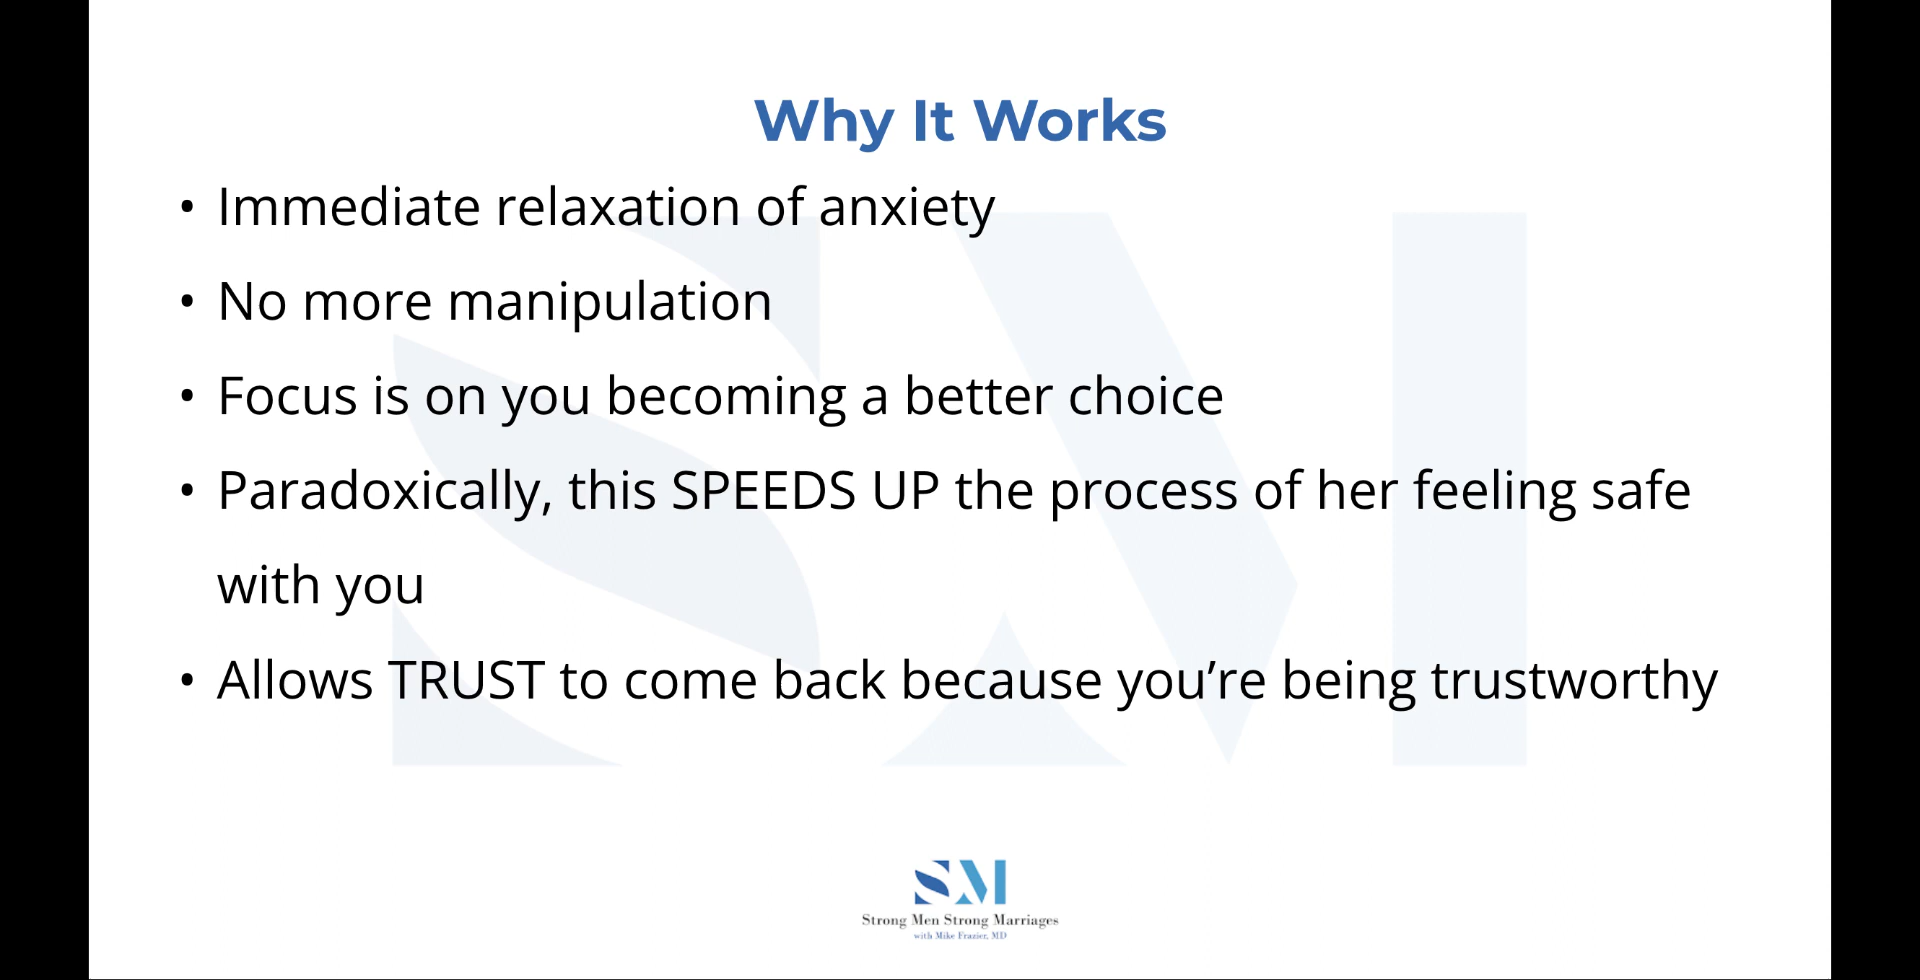 Why It Works
• Immediate relaxation of anxiety
• No more manipulation
• Focus is on you becoming a better choice
• Paradoxically, this SPEEDS UP the process of her feeling safe
with you
• Allows TRUST to come back because you’re being trustworthy
SM
Strong Men Strong Marriages
with Mike Frazier, MD